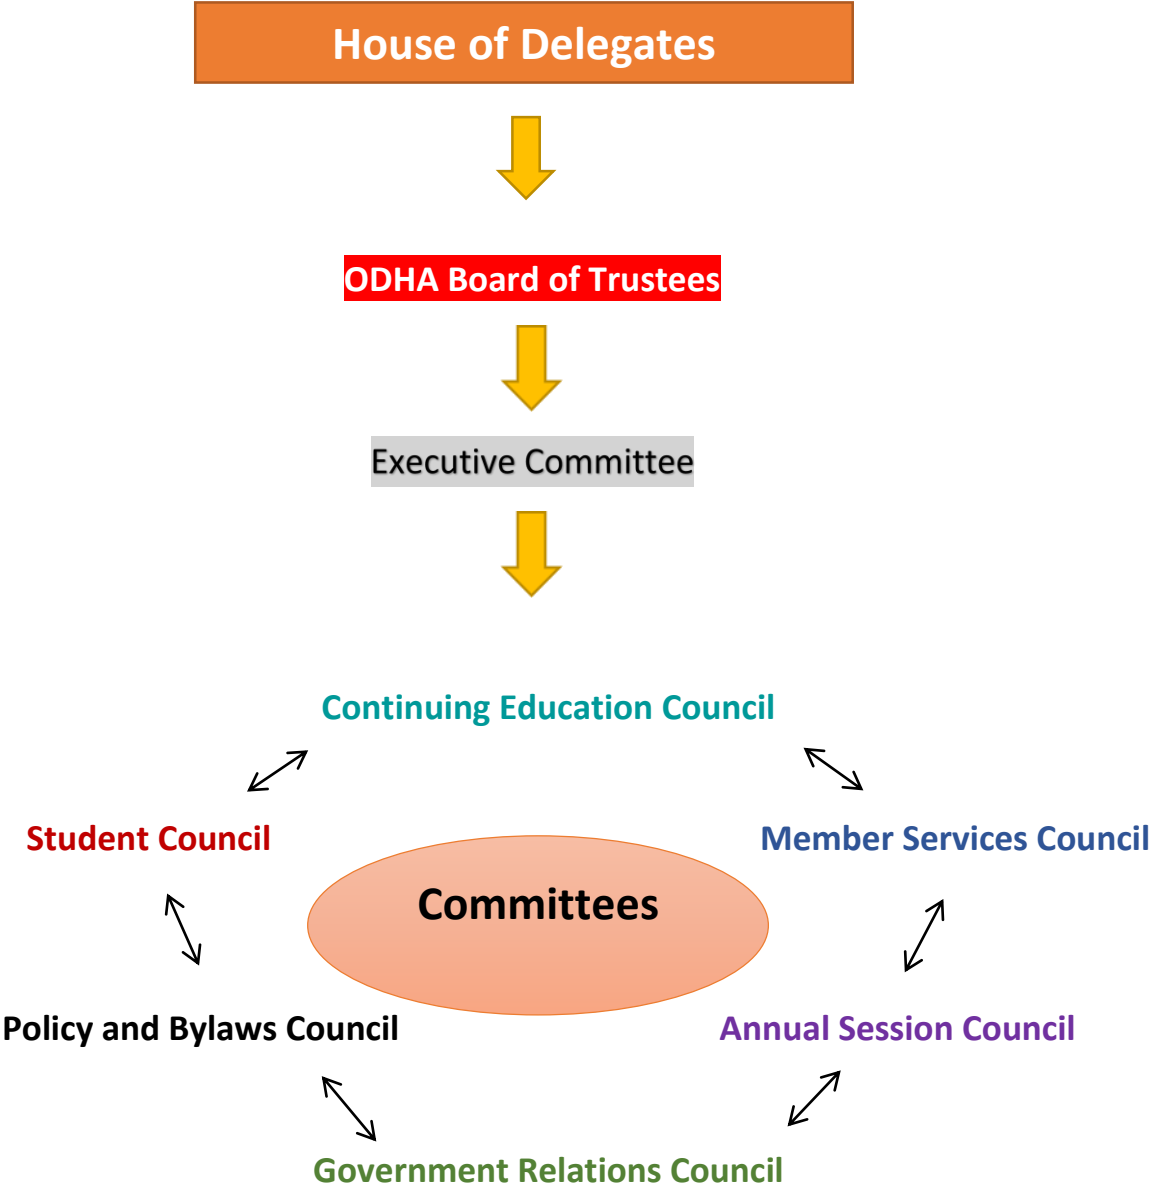 House of Delegates
ODHA Board of Trustees
Executive Committee
Continuing Education Council
Student Council
Member Services Council
Committees
Policy and Bylaws Council
Annual Session Council
Government Relations Council